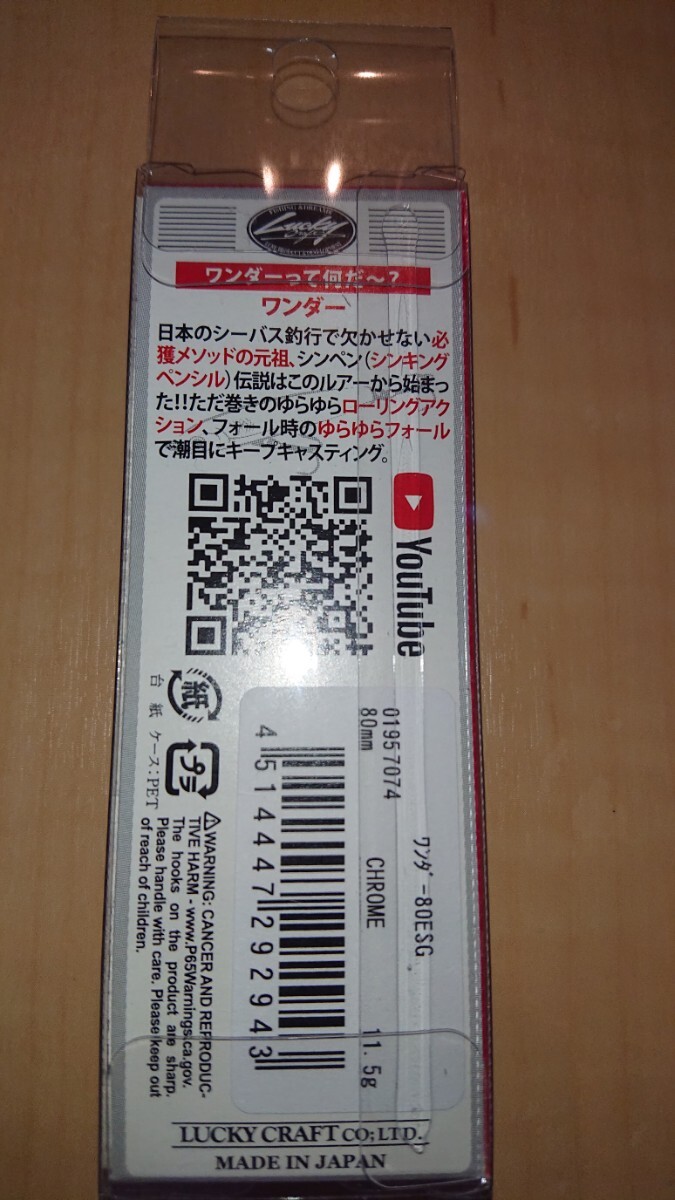 Lucky
Craft
ワンダーって何だ～?
ワンダー
日本のシーバス釣行で欠かせない必
獲メソッドの元祖、シンペン(シンキング
ペンシル)伝説はこのルアーから始まっ
た!!ただ巻きのゆらゆらローリングアク
ション、フォール時のゆらゆらフォール
で潮目にキープキャスティング。
YouTube
紙
台紙
プラ
ケース:PET
ワンダｰ80ESG
01957074
80mm CHROME 11.5g
4514447292943
⚠WARNING: CANCER AND REPRODUC-
TIVE HARM - www.P65Warnings.ca.gov.
The hooks on the product are sharp.
Please handle with care. Please keep out
of reach of children.
LUCKY CRAFT CO;LTD.
MADE IN JAPAN